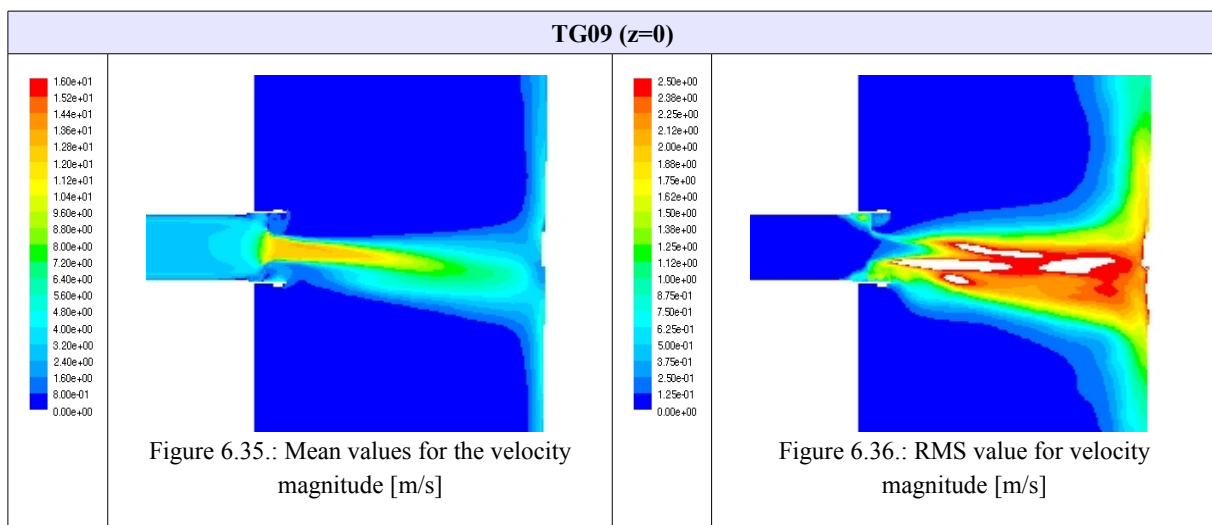 TG09 (z=0)
1.60e+01
1.52e+01
1.44e+01
1.36e+01
1.28e+01
1.20e+01
1.12e+01
1.04e+01
9.60e+00
8.80e+00
8.00e+00
7.20e+00
6.40e+00
5.60e+00
4.80e+00
4.00e+00
3.20e+00
2.40e+00
1.60e+00
8.00e-01
0.00e+00
Figure 6.35.: Mean values for the velocity
magnitude [m/s]
2.50e+00
2.38e+00
2.25e+00
2.12e+00
2.00e+00
1.88e+00
1.75e+00
1.62e+00
1.50e+00
1.38e+00
1.25e+00
1.12e+00
1.00e+00
8.75e-01
7.50e-01
6.25e-01
5.00e-01
3.75e-01
2.50e-01
1.25e-01
0.00e+00
Figure 6.36.: RMS value for velocity
magnitude [m/s]